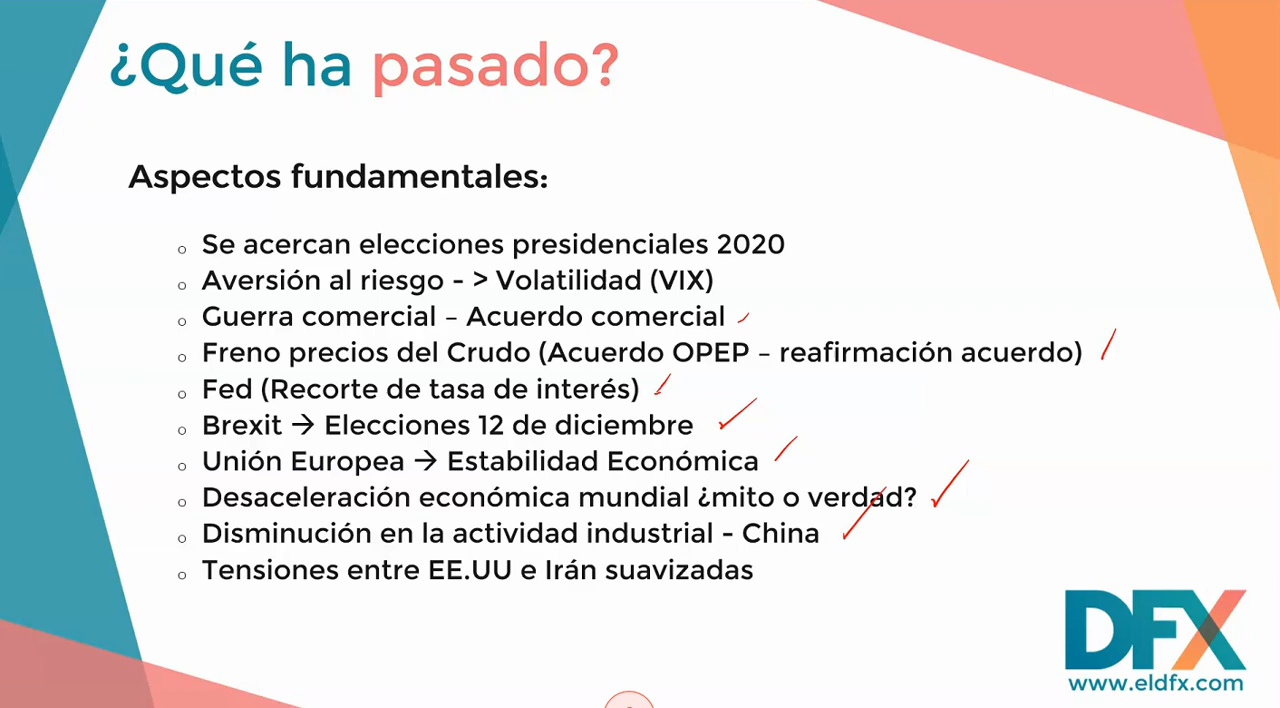 ¿Qué ha pasado?
Aspectos fundamentales:
o Se acercan elecciones presidenciales 2020
o Aversión al riesgo - > Volatilidad (VIX)
o Guerra comercial – Acuerdo comercial
o Freno precios del Crudo (Acuerdo OPEP – reafirmación acuerdo)
o Fed (Recorte de tasa de interés)
o Brexit → Elecciones 12 de diciembre
o Unión Europea → Estabilidad Económica
o Desaceleración económica mundial ¿mito o verdad?
o Disminución en la actividad industrial - China
o Tensiones entre EE.UU e Irán suavizadas
DFX
www.eldfx.com